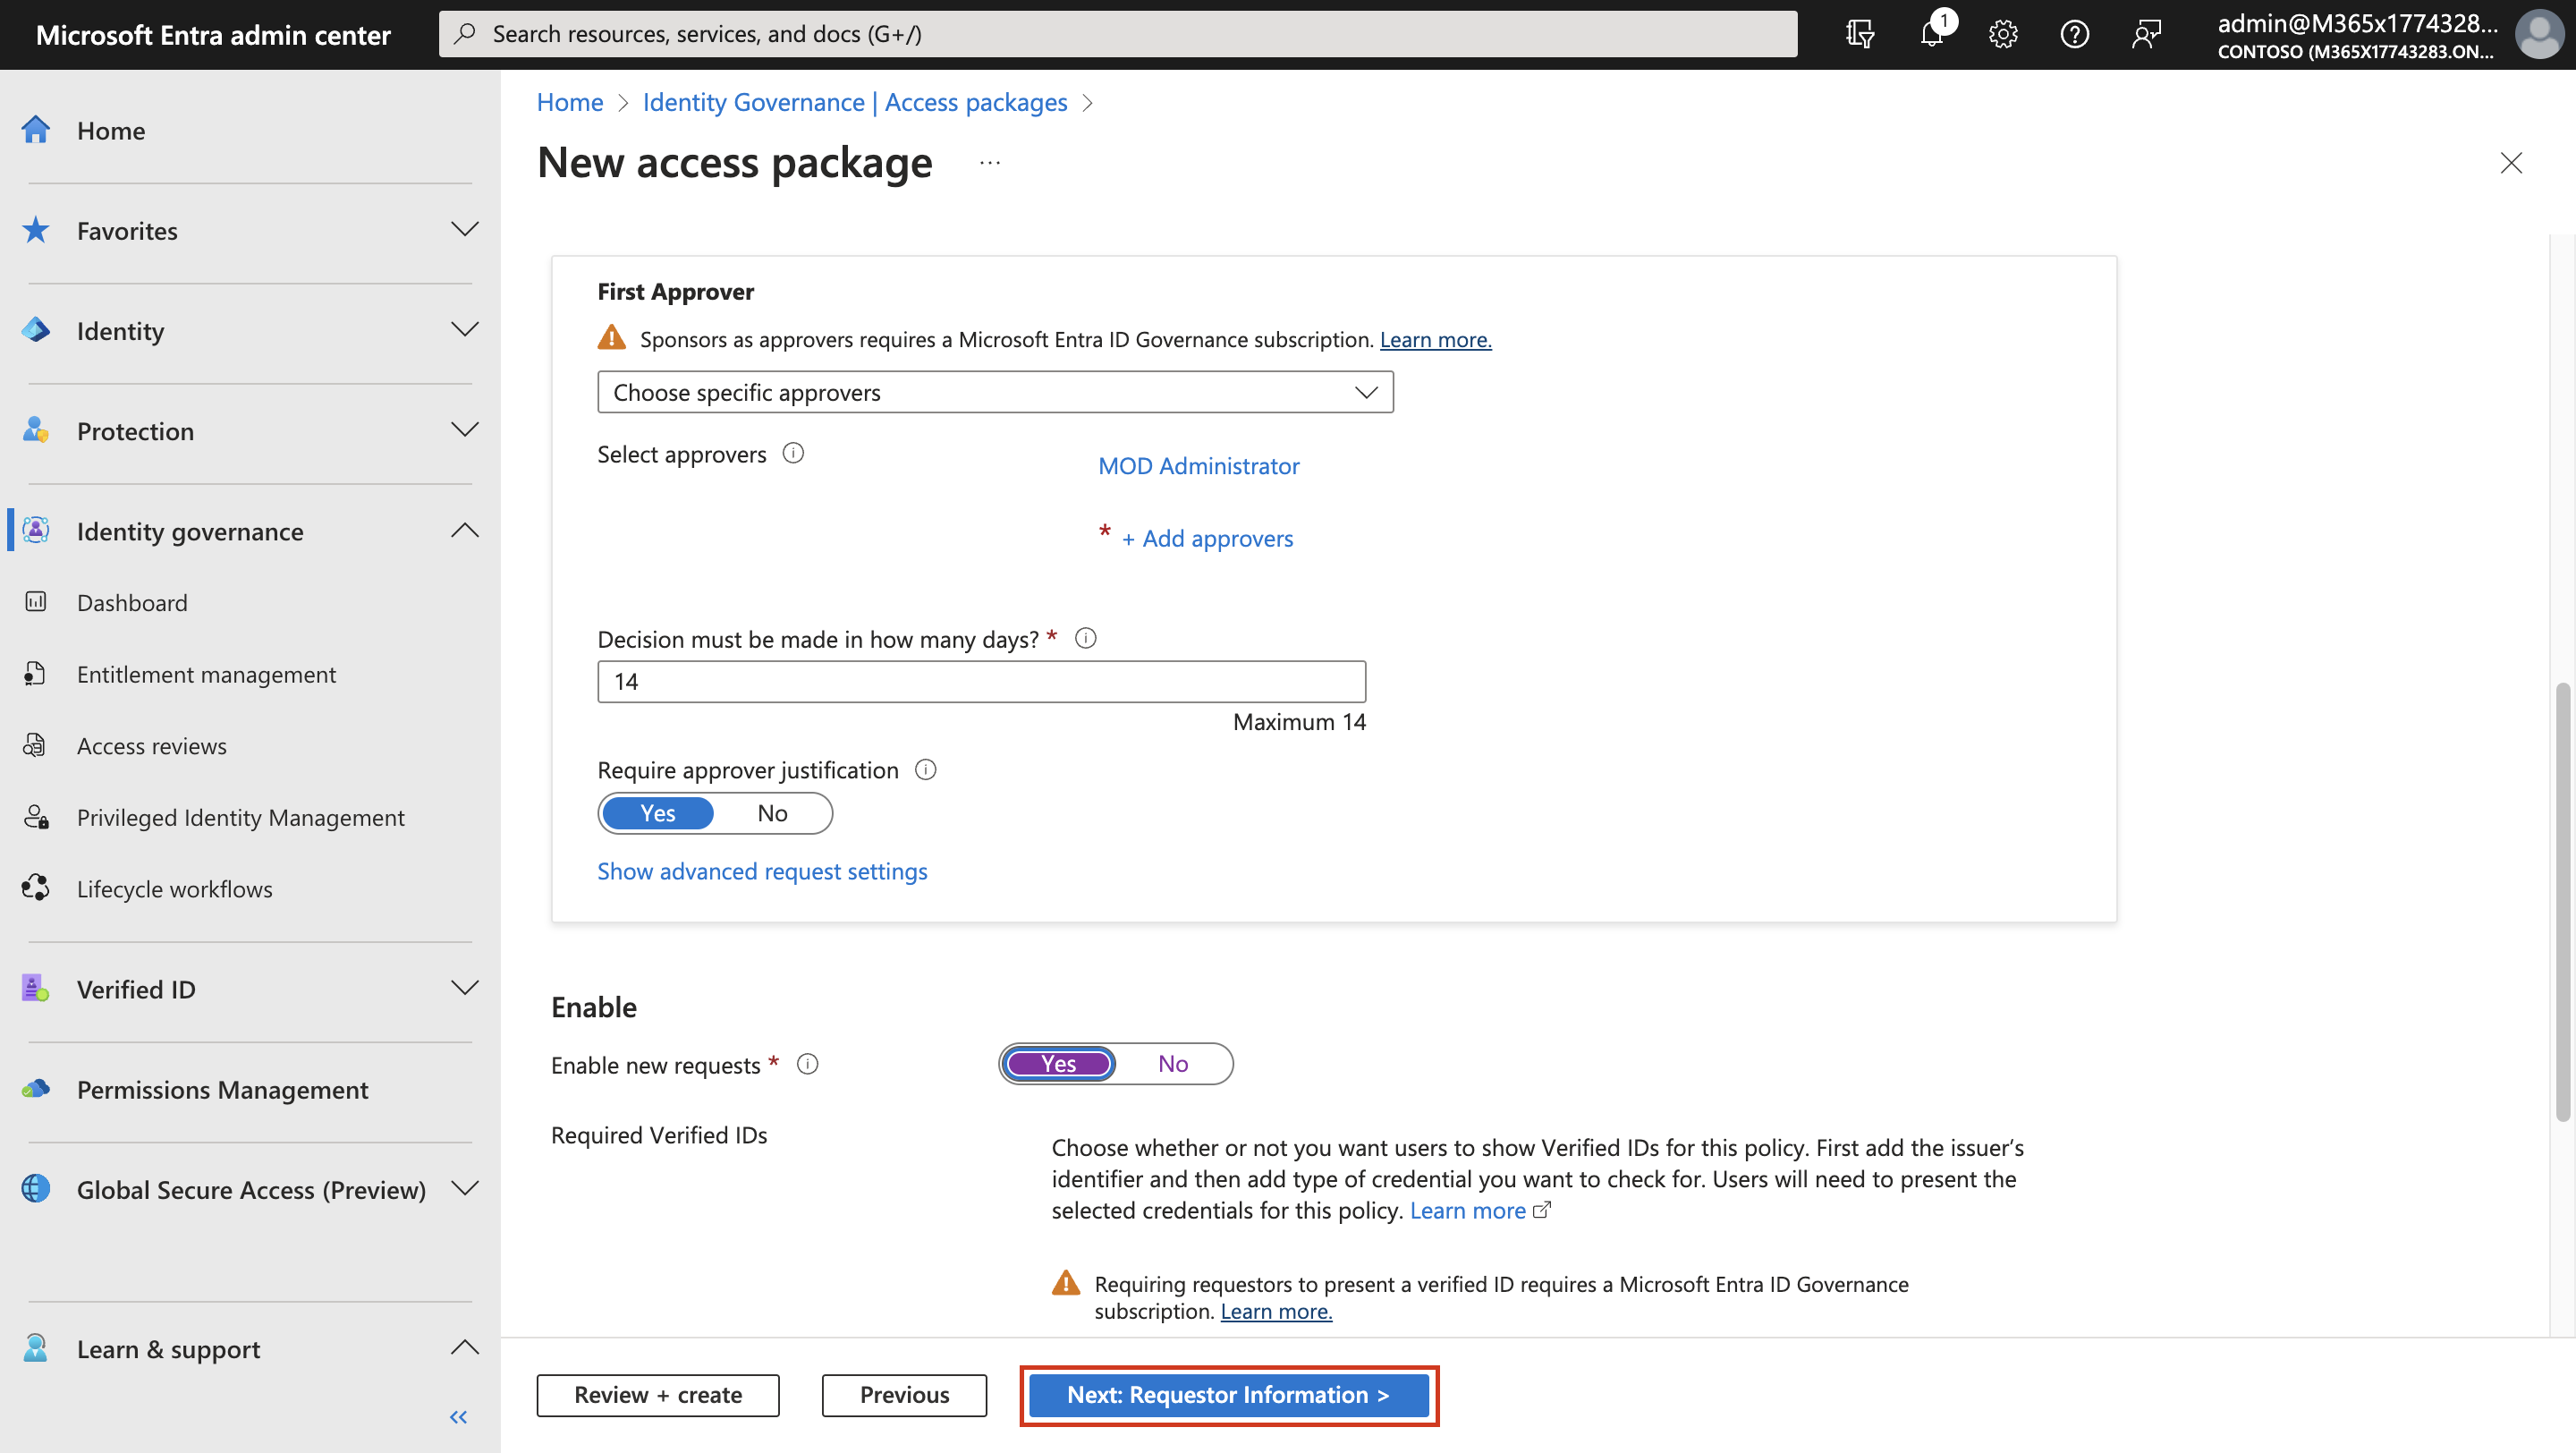 Microsoft Entra admin center
Search resources, services, and docs (G+/)
1
admin@M365x1774328...
CONTOSO (M365X17743283.ON...
Home
Favorites
Identity
Protection
Identity governance
Dashboard
Entitlement management
Access reviews
Privileged Identity Management
Lifecycle workflows
Verified ID
Permissions Management
Global Secure Access (Preview)
Learn & support
«
Home > Identity Governance | Access packages >
New access package ...
First Approver
Sponsors as approvers requires a Microsoft Entra ID Governance subscription. Learn more.
Choose specific approvers
Select approvers
MOD Administrator
* + Add approvers
Decision must be made in how many days? *
14
Maximum 14
Require approver justification
Yes No
Show advanced request settings
Enable
Enable new requests *
Yes No
Required Verified IDs
Choose whether or not you want users to show Verified IDs for this policy. First add the issuer’s
identifier and then add type of credential you want to check for. Users will need to present the
selected credentials for this policy. Learn more
Requiring requestors to present a verified ID requires a Microsoft Entra ID Governance
subscription. Learn more.
Review + create
Previous
Next: Requestor Information >